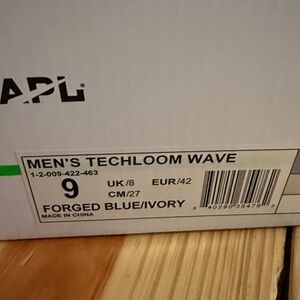 APL
MEN'S TECHLOOM WAVE
1-2-009-422-463
9 UK/8 EUR/42
CM/27
FORGED BLUE/IVORY
MADE IN CHINA